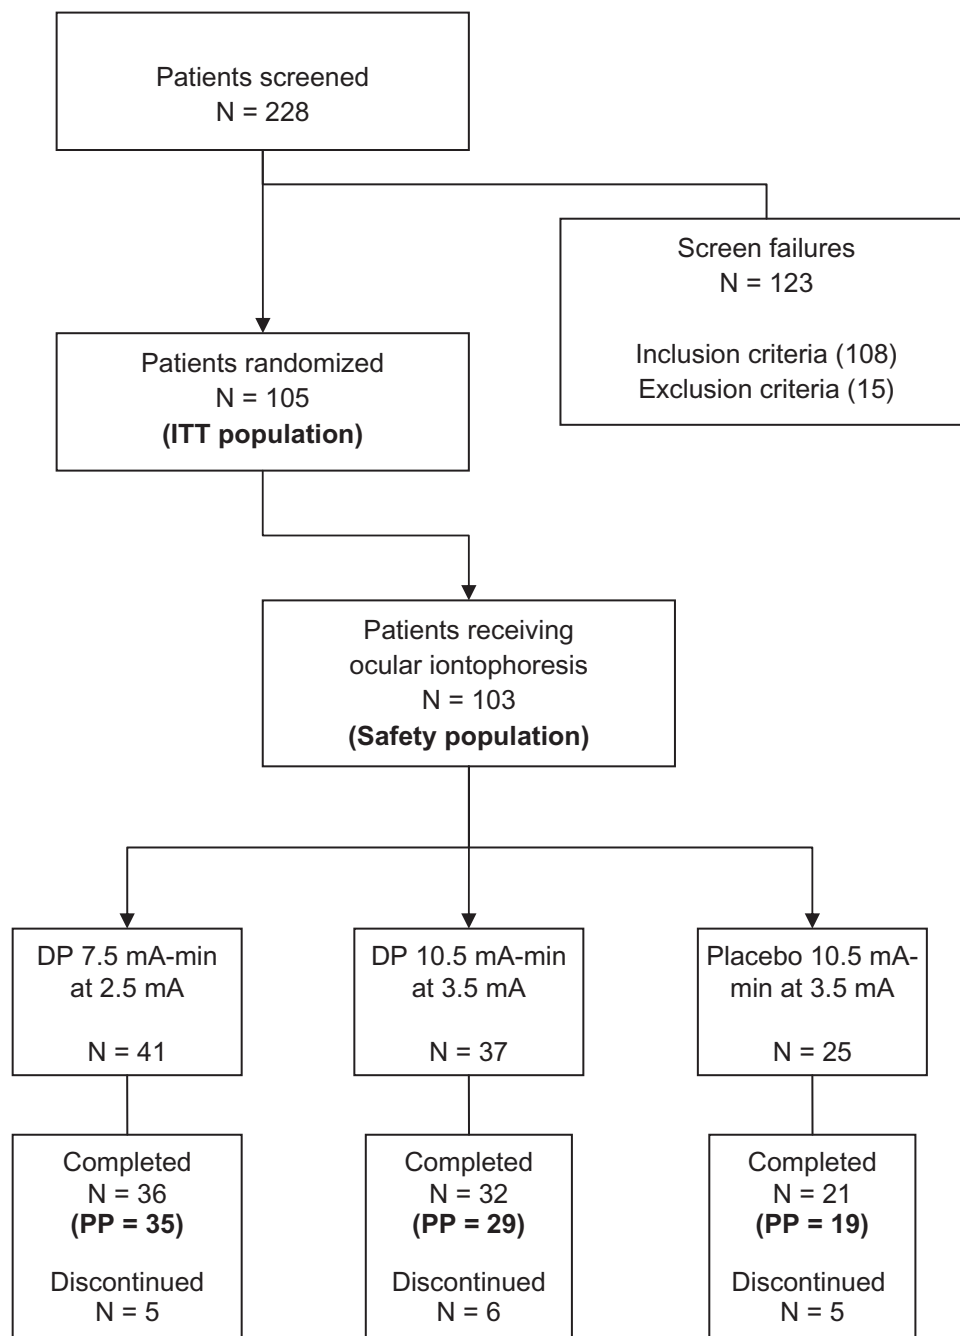 Patients screened
N = 228
Screen failures
N = 123
Inclusion criteria (108)
Exclusion criteria (15)
Patients randomized
N = 105
(ITT population)
Patients receiving
ocular iontophoresis
N = 103
(Safety population)
DP 7.5 mA-min
at 2.5 mA
N = 41
DP 10.5 mA-min
at 3.5 mA
N = 37
Placebo 10.5 mA-
min at 3.5 mA
N = 25
Completed
N = 36
(PP = 35)
Discontinued
N = 5
Completed
N = 32
(PP = 29)
Discontinued
N = 6
Completed
N = 21
(PP = 19)
Discontinued
N = 5